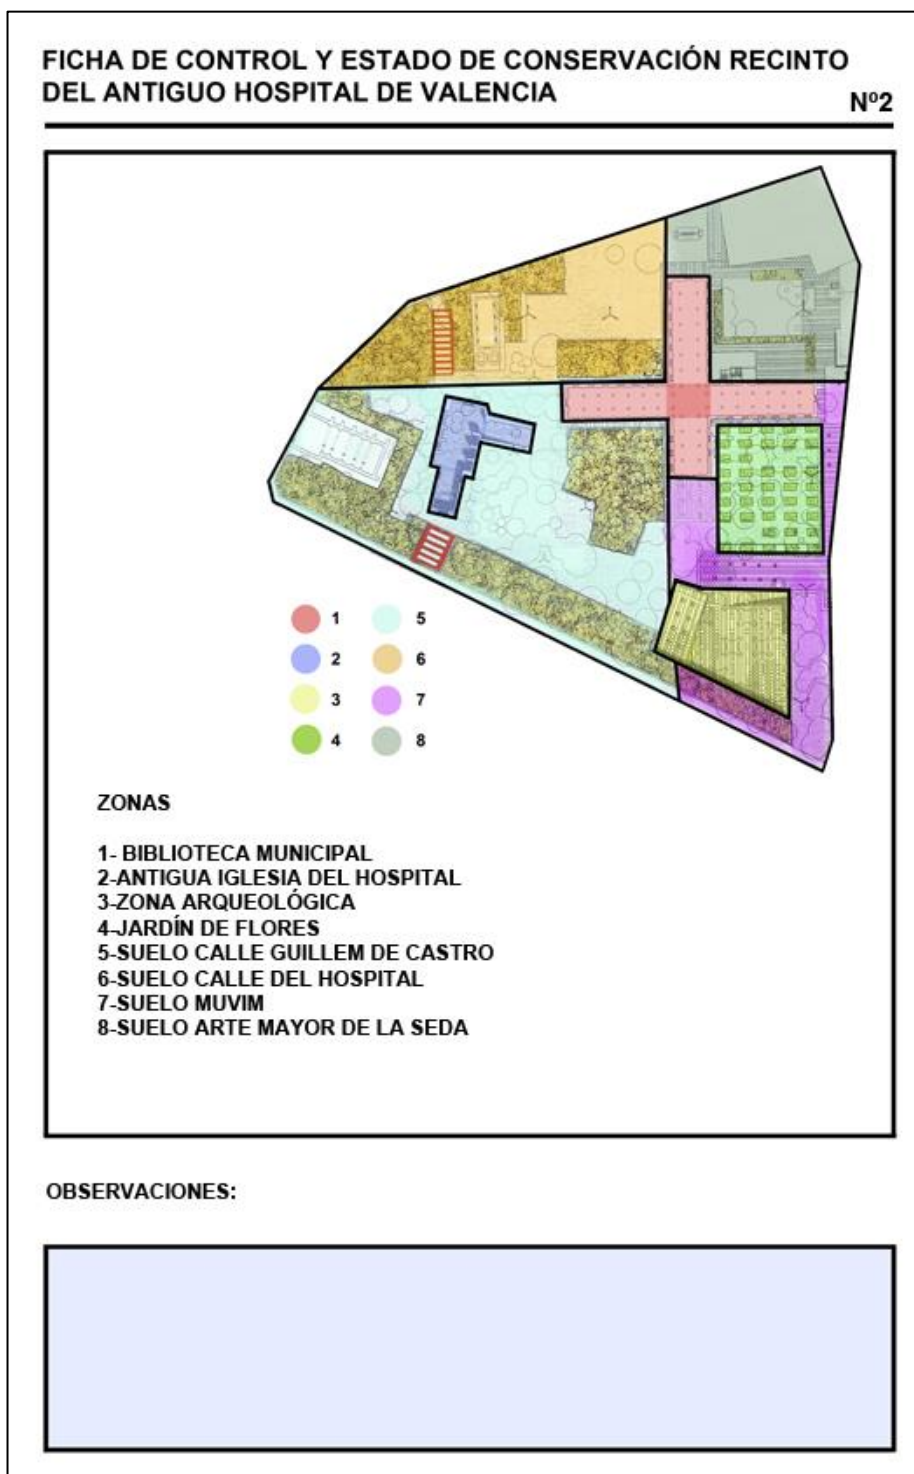 FICHA DE CONTROL Y ESTADO DE CONSERVACIÓN RECINTO
DEL ANTIGUO HOSPITAL DE VALENCIA
Nº2
1 5
2 6
3 7
4 8
ZONAS
1- BIBLIOTECA MUNICIPAL
2-ANTIGUA IGLESIA DEL HOSPITAL
3-ZONA ARQUEOLÓGICA
4-JARDÍN DE FLORES
5-SUELO CALLE GUILLEM DE CASTRO
6-SUELO CALLE DEL HOSPITAL
7-SUELO MUVIM
8-SUELO ARTE MAYOR DE LA SEDA
OBSERVACIONES: